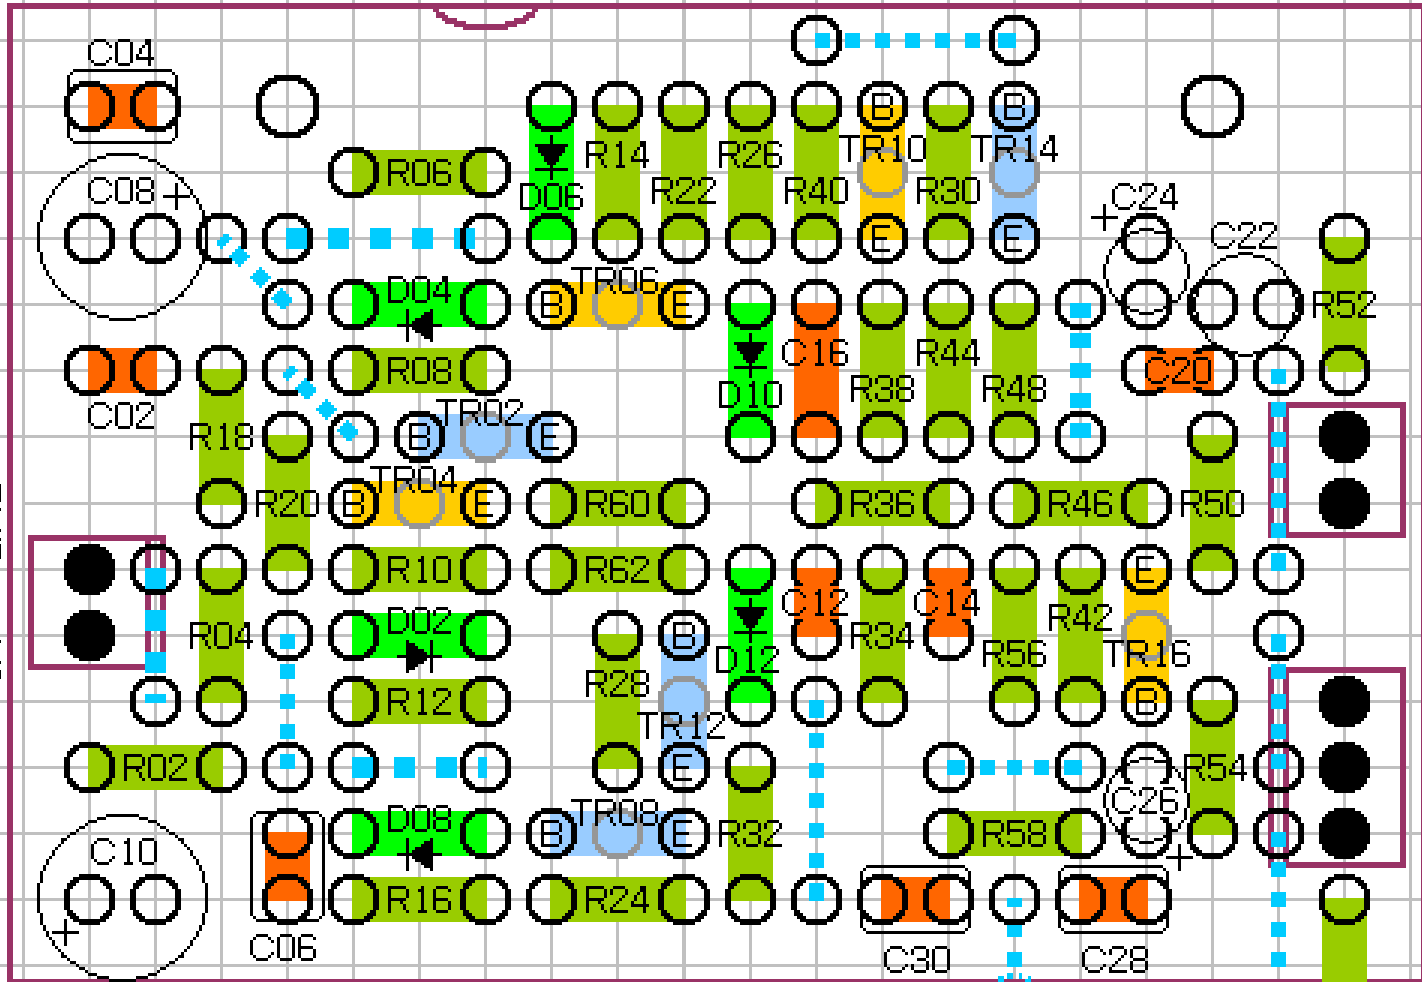 C04
B
B
R14
R26
TR10
TR14
R06
D06
R22
R40
R30
C08
+
C24
+
E
E
C22
D04
TR06
B
E
R52
C16
R44
R08
C20
D10
R38
R48
C02
TR02
R18
B
E
TR04
R20
B
E
R60
R36
R46
R50
R10
R62
E
C12
C14
D02
R04
B
R34
R42
D12
R56
TR16
R28
R12
B
TR12
R02
E
R54
C26
D08
TR08
B
E
R32
R58
C10
+
R16
R24
+
C06
C30
C28